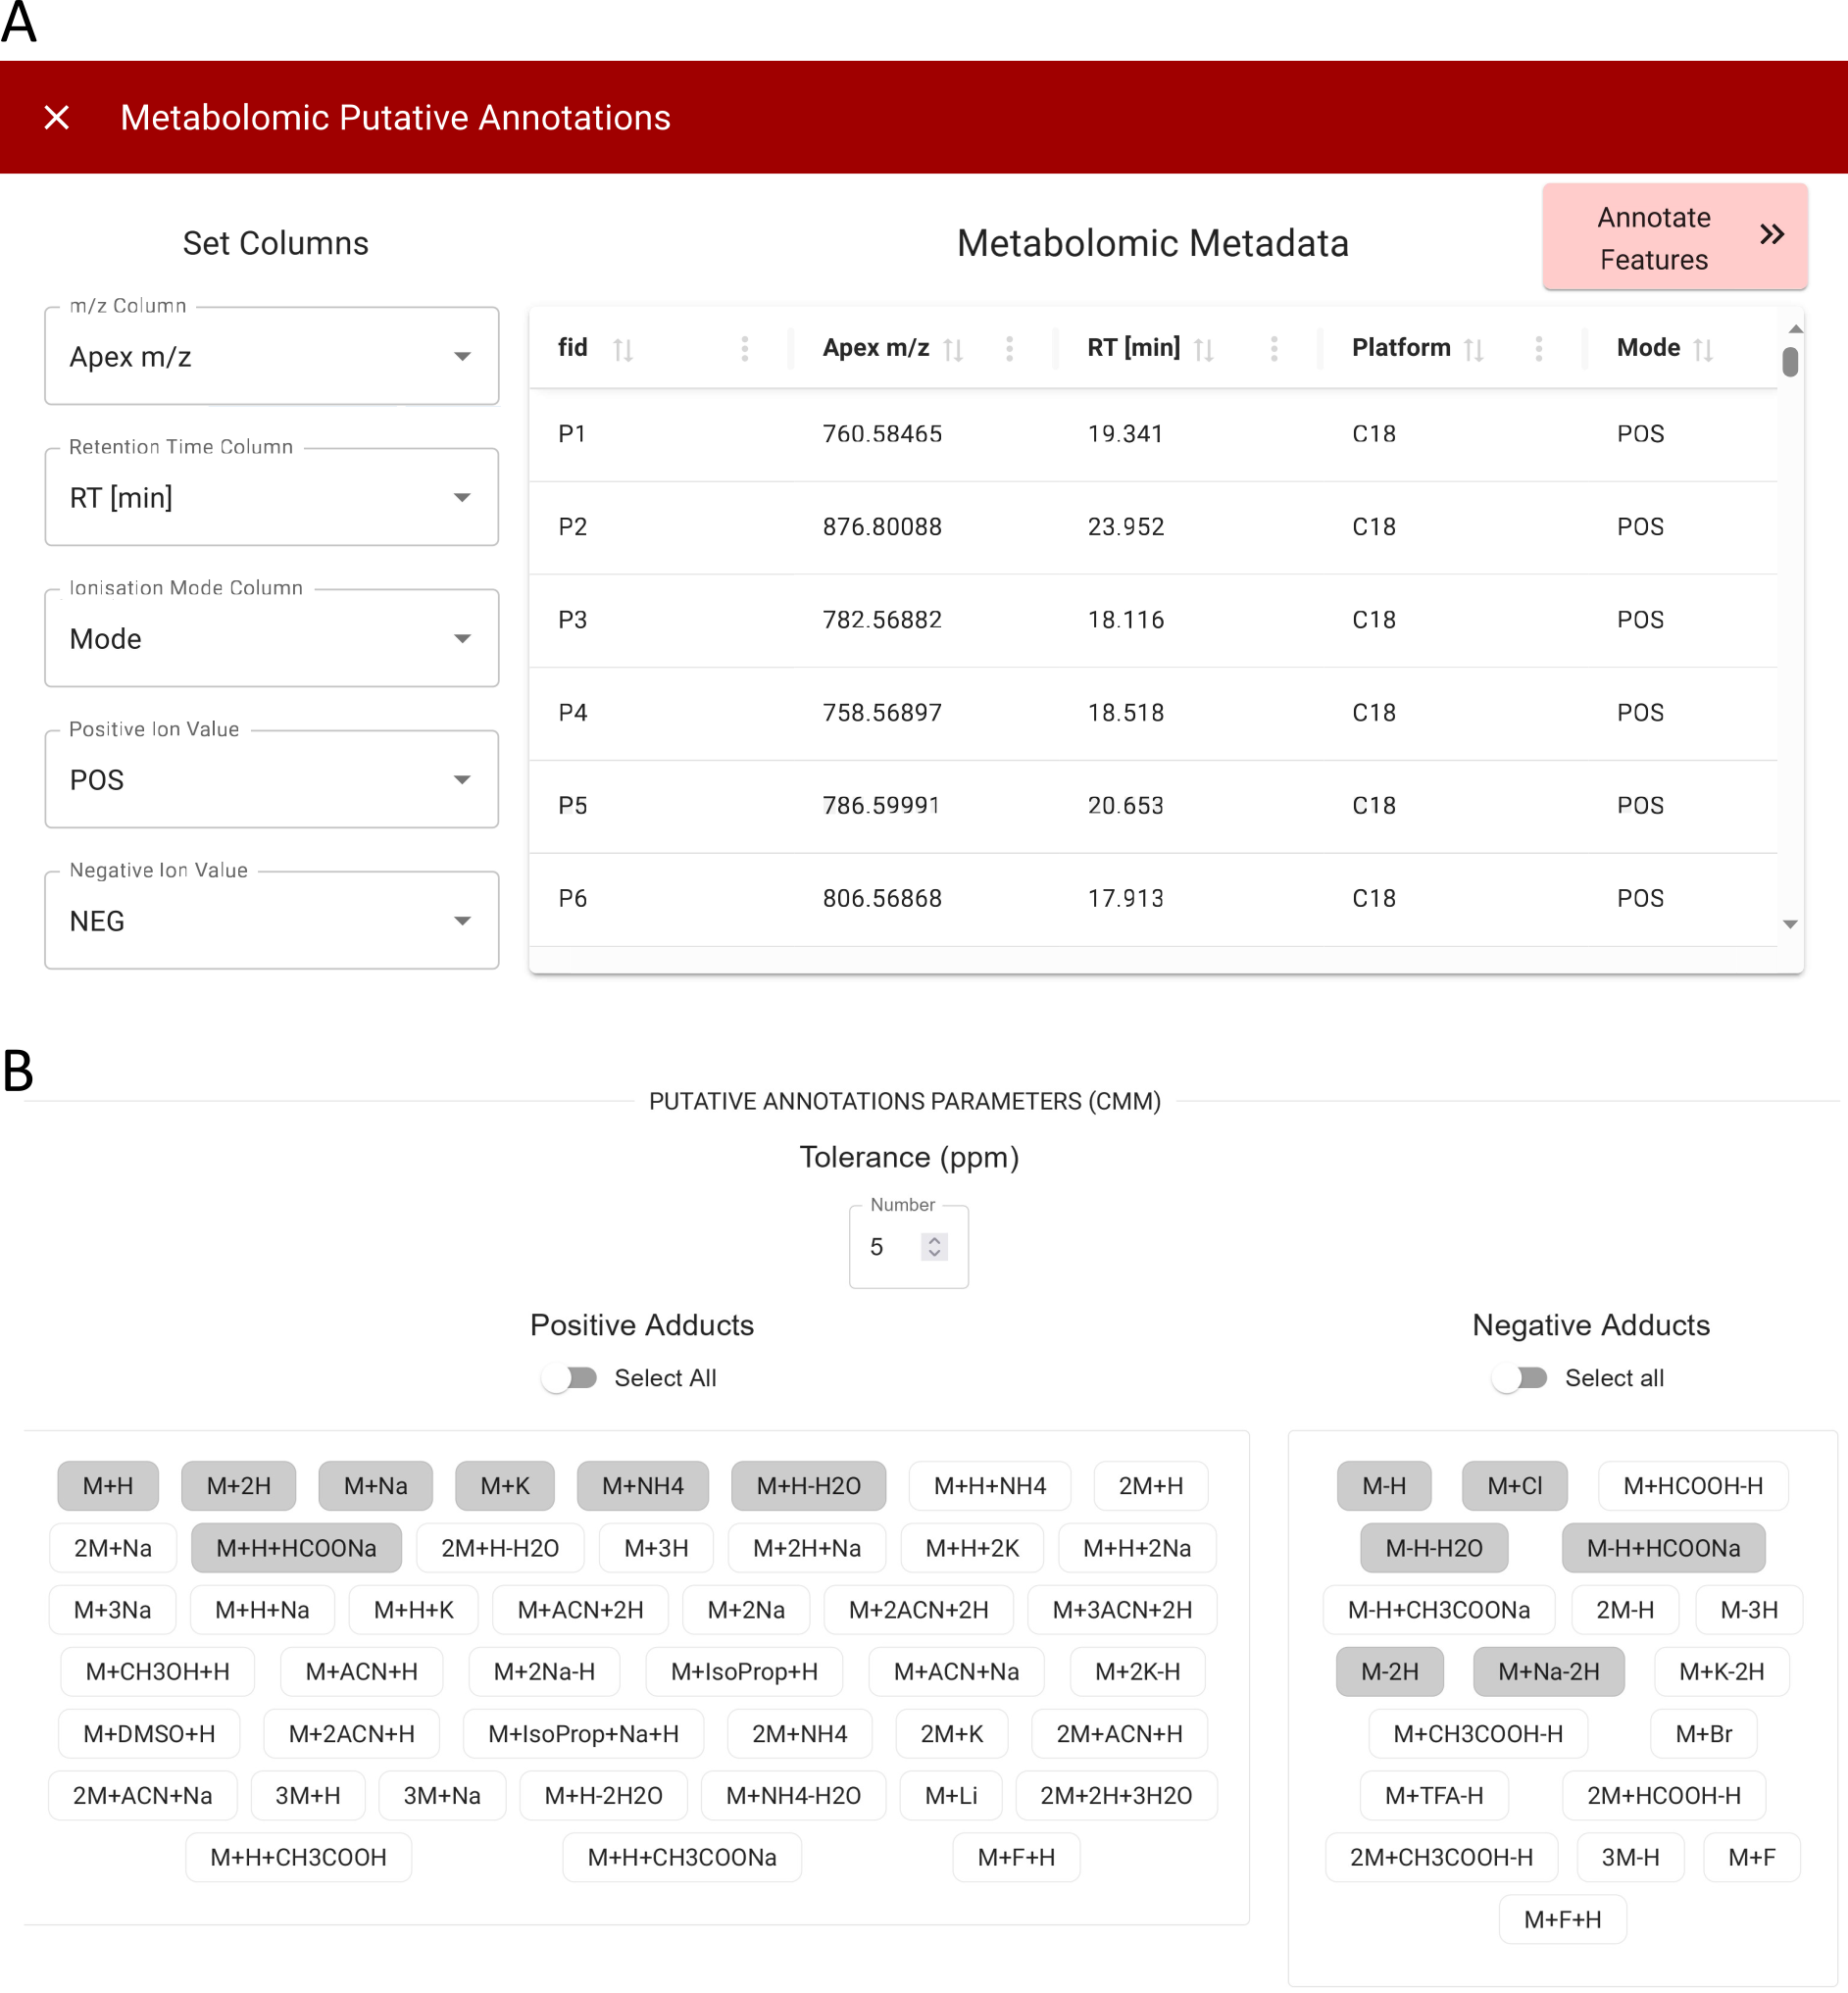 A
Metabolomic Putative Annotations
Set Columns
Metabolomic Metadata
Annotate
Features
m/z Column
Apex m/z
Retention Time Column
RT [min]
Ionisation Mode Column
Mode
Positive Ion Value
POS
Negative Ion Value
NEG
fid Apex m/z RT [min] Platform Mode
P1 760.58465 19.341 C18 POS
P2 876.80088 23.952 C18 POS
P3 782.56882 18.116 C18 POS
P4 758.56897 18.518 C18 POS
P5 786.59991 20.653 C18 POS
P6 806.56868 17.913 C18 POS
B
PUTATIVE ANNOTATIONS PARAMETERS (CMM)
Tolerance (ppm)
Number
5
Positive Adducts
Select All
M+H M+2H M+Na M+K M+NH4 M+H-H2O M+H+NH4 2M+H
2M+Na M+H+HCOONa 2M+H-H2O M+3H M+2H+Na M+H+2K M+H+2Na
M+3Na M+H+Na M+H+K M+ACN+2H M+2Na M+2ACN+2H M+3ACN+2H
M+CH3OH+H M+ACN+H M+2Na-H M+IsoProp+H M+ACN+Na M+2K-H
M+DMSO+H M+2ACN+H M+IsoProp+Na+H 2M+NH4 2M+K 2M+ACN+H
2M+ACN+Na 3M+H 3M+Na M+H-2H2O M+NH4-H2O M+Li 2M+2H+3H2O
M+H+CH3COOH M+H+CH3COONa M+F+H
Negative Adducts
Select all
M-H M+Cl M+HCOOH-H
M-H-H2O M-H+HCOONa
M-H+CH3COONa 2M-H M-3H
M-2H M+Na-2H M+K-2H
M+CH3COOH-H M+Br
M+TFA-H 2M+HCOOH-H
2M+CH3COOH-H 3M-H M+F
M+F+H